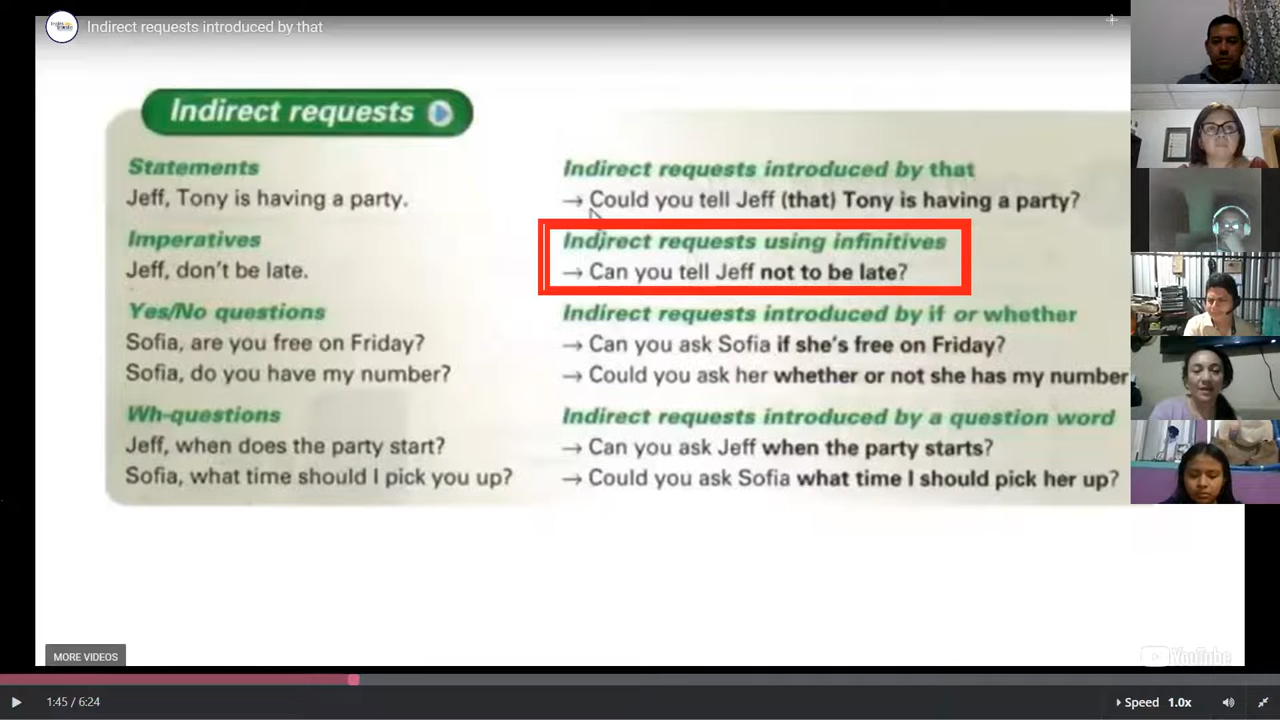 Indirect requests introduced by that
Indirect requests
Statements
Jeff, Tony is having a party.
Indirect requests introduced by that
→ Could you tell Jeff (that) Tony is having a party?
Imperatives
Jeff, don't be late.
Indirect requests using infinitives
→ Can you tell Jeff not to be late?
Yes/No questions
Sofia, are you free on Friday?
Sofia, do you have my number?
Indirect requests introduced by if or whether
→ Can you ask Sofia if she's free on Friday?
→ Could you ask her whether or not she has my number
Wh-questions
Jeff, when does the party start?
Sofia, what time should I pick you up?
Indirect requests introduced by a question word
→ Can you ask Jeff when the party starts?
→ Could you ask Sofia what time I should pick her up?
MORE VIDEOS
YouTube
1:45 / 6:24
Speed 1.0x